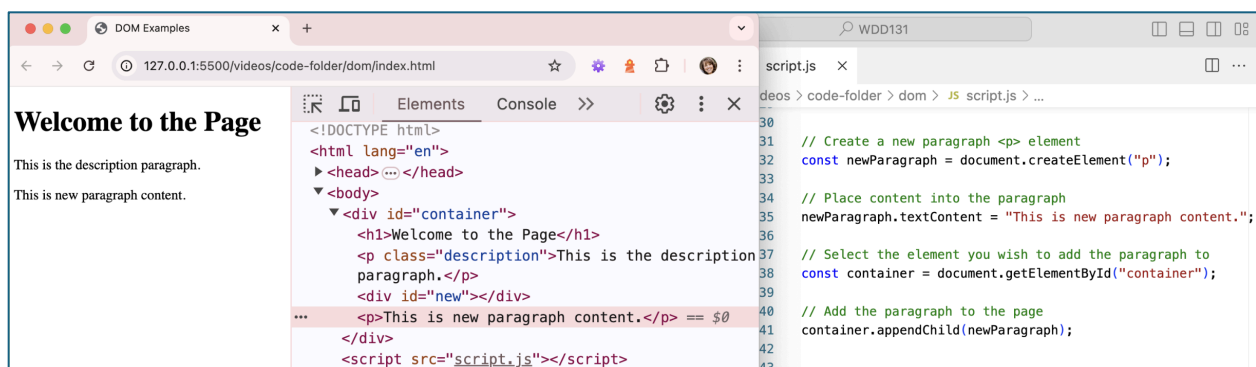 DOM Examples
WDD131
127.0.0.1:5500/videos/code-folder/dom/index.html
Welcome to the Page
This is the description paragraph.
This is new paragraph content.
Elements Console
<!DOCTYPE html>
<html lang="en">
<head> ⋯ </head>
<body>
<div id="container">
<h1>Welcome to the Page</h1>
<p class="description">This is the description
paragraph.</p>
<div id="new"></div>
<p>This is new paragraph content.</p> == $0
</div>
<script src="script.js"></script>
script.js
deos > code-folder > dom > JS script.js > ...
30
31 // Create a new paragraph <p> element
32 const newParagraph = document.createElement("p");
33
34 // Place content into the paragraph
35 newParagraph.textContent = "This is new paragraph content.";
36
37 // Select the element you wish to add the paragraph to
38 const container = document.getElementById("container");
39
40 // Add the paragraph to the page
41 container.appendChild(newParagraph);
42
43